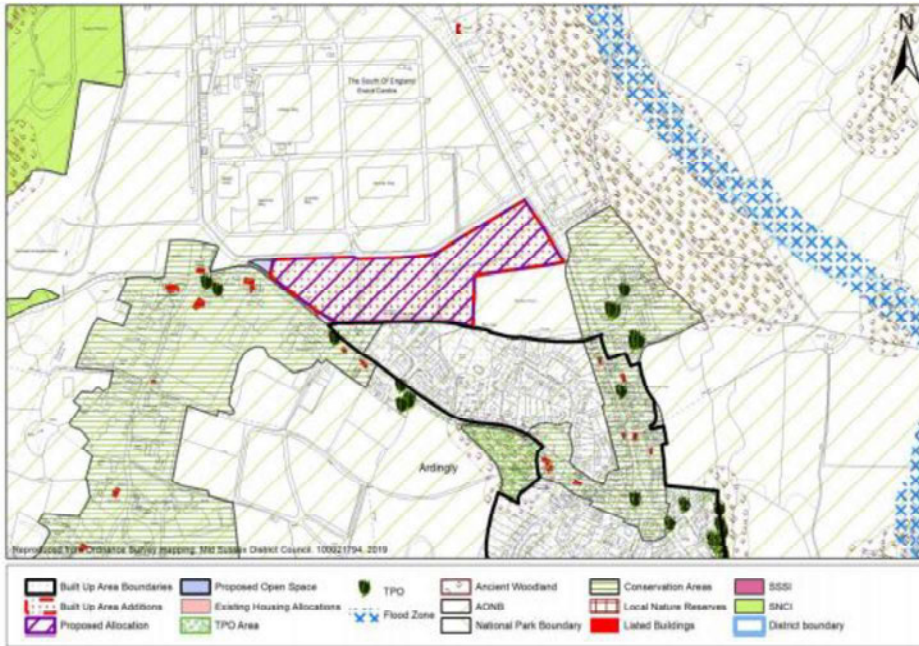 N
The South Of England
Event Centre
Ardingly
Reproduced from Ordnance Survey mapping. Mid Sussex District Council. 100021794. 2019
Built Up Area Boundaries
Proposed Open Space
TPO
Ancient Woodland
Conservation Areas
SSSI
Built Up Area Additions
Existing Housing Allocations
Flood Zone
AONB
Local Nature Reserves
SNCI
Proposed Allocation
TPO Area
National Park Boundary
Listed Buildings
District boundary